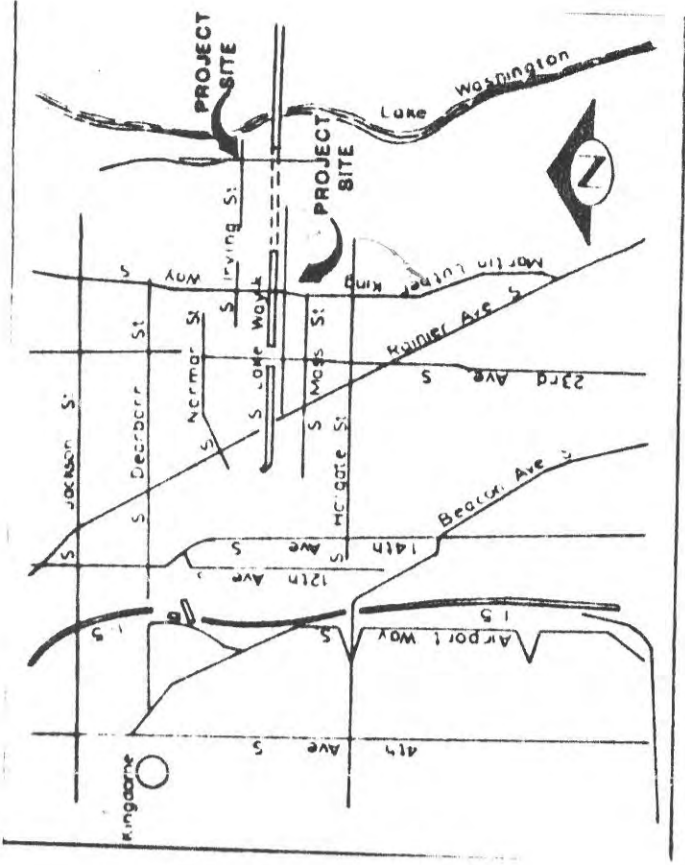 PROJECT
SITE
Lake Washington
PROJECT
SITE
S Irving St
Martin Luther King Way S
S Norman St
S Lake Way
S Mass St
S Holgate St
S Jackson St
S Dearborn St
Rainier Ave S
23rd Ave S
Beacon Ave S
14th Ave S
12th Ave
I-5
I-5
Airport Way S
4th Ave S
Kingdome
N